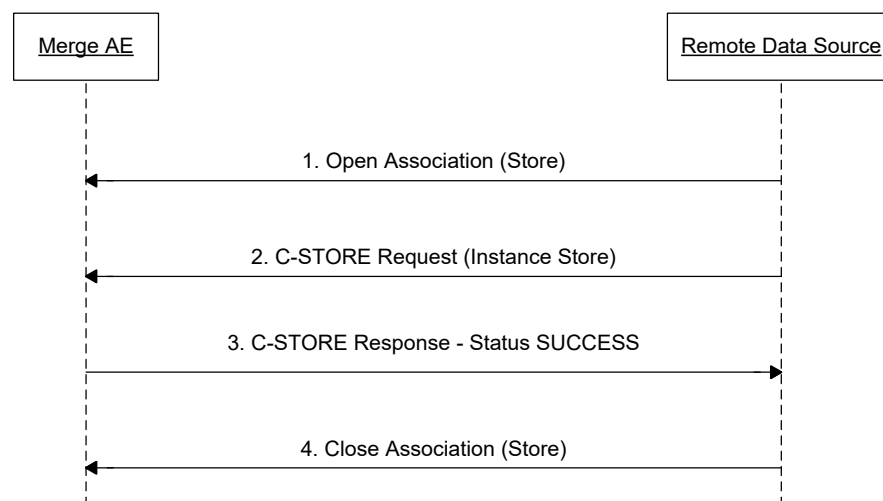 Merge AE
Remote Data Source
1. Open Association (Store)
2. C-STORE Request (Instance Store)
3. C-STORE Response - Status SUCCESS
4. Close Association (Store)